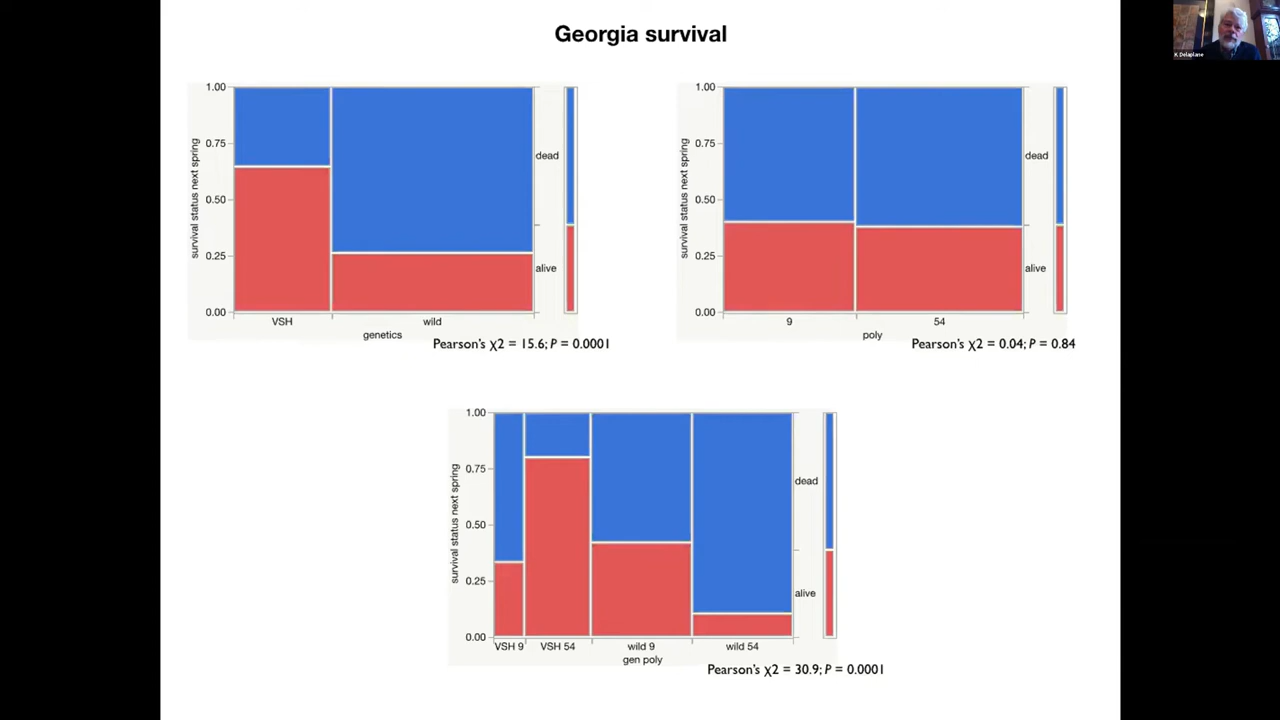 Georgia survival
K Delaplane
survival status next spring
1.00
0.75
0.50
0.25
0.00
dead
alive
VSH wild
genetics
Pearson's χ2 = 15.6; P = 0.0001
survival status next spring
1.00
0.75
0.50
0.25
0.00
dead
alive
9 54
poly
Pearson's χ2 = 0.04; P = 0.84
survival status next spring
1.00
0.75
0.50
0.25
0.00
dead
alive
VSH 9 VSH 54 wild 9 wild 54
gen poly
Pearson's χ2 = 30.9; P = 0.0001